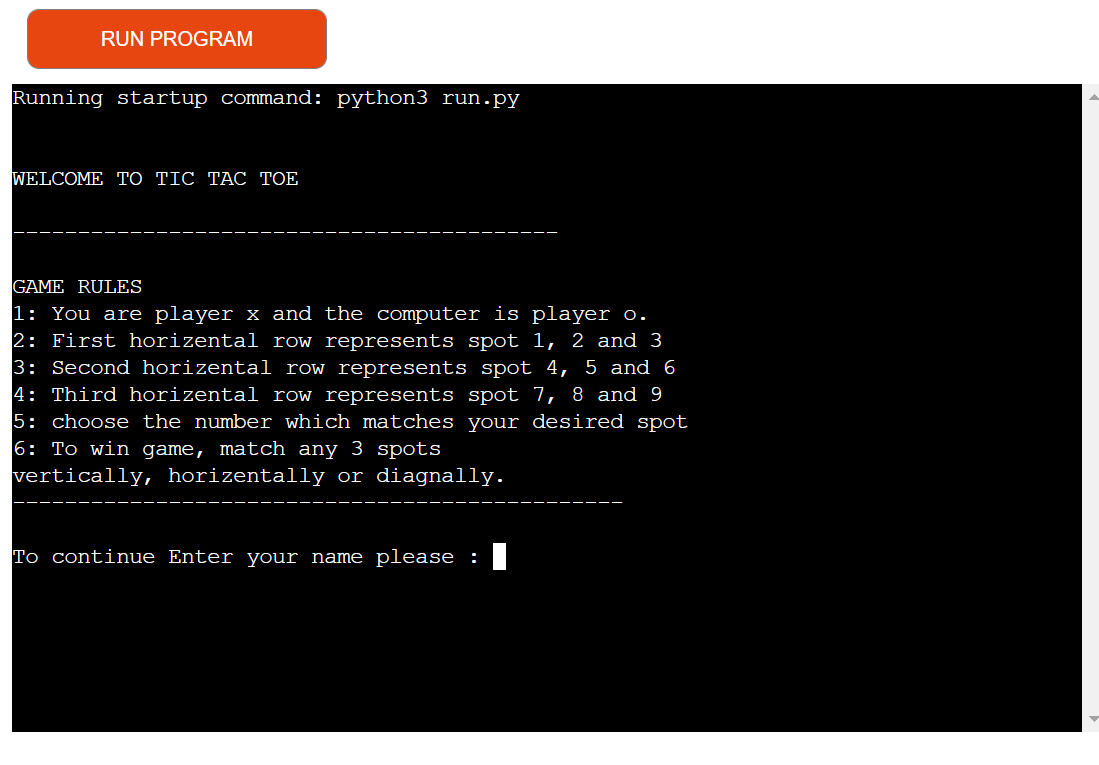 RUN PROGRAM
Running startup command: python3 run.py
WELCOME TO TIC TAC TOE
------------------------------------------
GAME RULES
1: You are player x and the computer is player o.
2: First horizental row represents spot 1, 2 and 3
3: Second horizental row represents spot 4, 5 and 6
4: Third horizental row represents spot 7, 8 and 9
5: choose the number which matches your desired spot
6: To win game, match any 3 spots
vertically, horizentally or diagnally.
-----------------------------------------------
To continue Enter your name please :